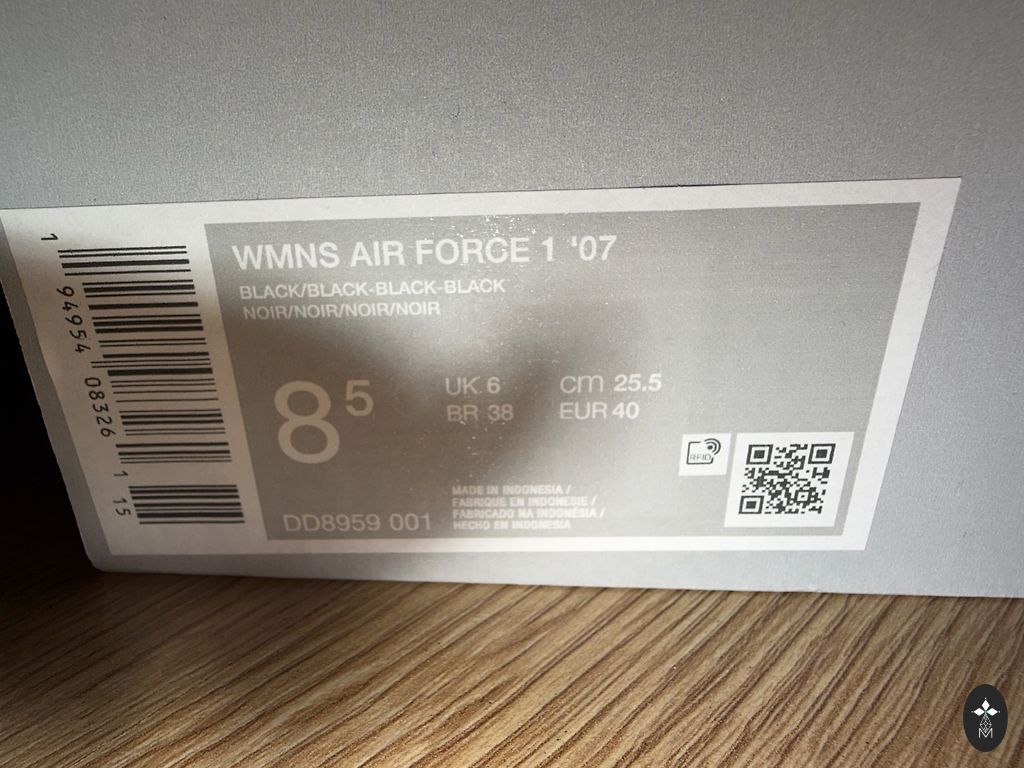 WMNS AIR FORCE 1 '07
BLACK/BLACK-BLACK-BLACK
NOIR/NOIR/NOIR/NOIR
8 5
UK 6 cm 25.5
BR 38 EUR 40
RFID
MADE IN INDONESIA /
FABRIQUE EN INDONESIE /
FABRICADO NA INDONÉSIA /
HECHO EN INDONESIA
DD8959 001
1 94954 08326 1 15
M